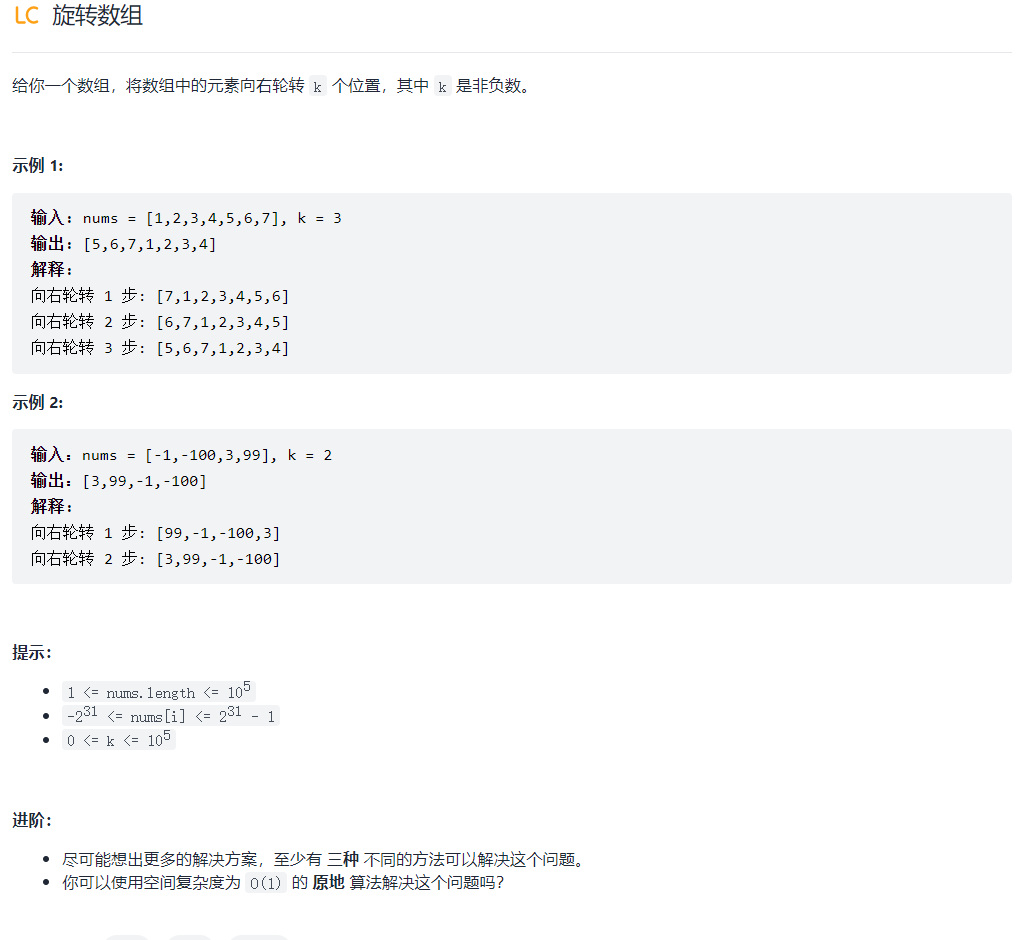 LC 旋转数组
给你一个数组，将数组中的元素向右轮转 k 个位置，其中 k 是非负数。
示例 1:
输入: nums = [1,2,3,4,5,6,7], k = 3
输出: [5,6,7,1,2,3,4]
解释:
向右轮转 1 步: [7,1,2,3,4,5,6]
向右轮转 2 步: [6,7,1,2,3,4,5]
向右轮转 3 步: [5,6,7,1,2,3,4]
示例 2:
输入：nums = [-1,-100,3,99], k = 2
输出：[3,99,-1,-100]
解释:
向右轮转 1 步: [99,-1,-100,3]
向右轮转 2 步: [3,99,-1,-100]
提示：
1 <= nums.length <= 10⁵
-2³¹ <= nums[i] <= 2³¹ - 1
0 <= k <= 10⁵
进阶：
尽可能想出更多的解决方案，至少有 三种 不同的方法可以解决这个问题。
你可以使用空间复杂度为 O(1) 的 原地 算法解决这个问题吗？